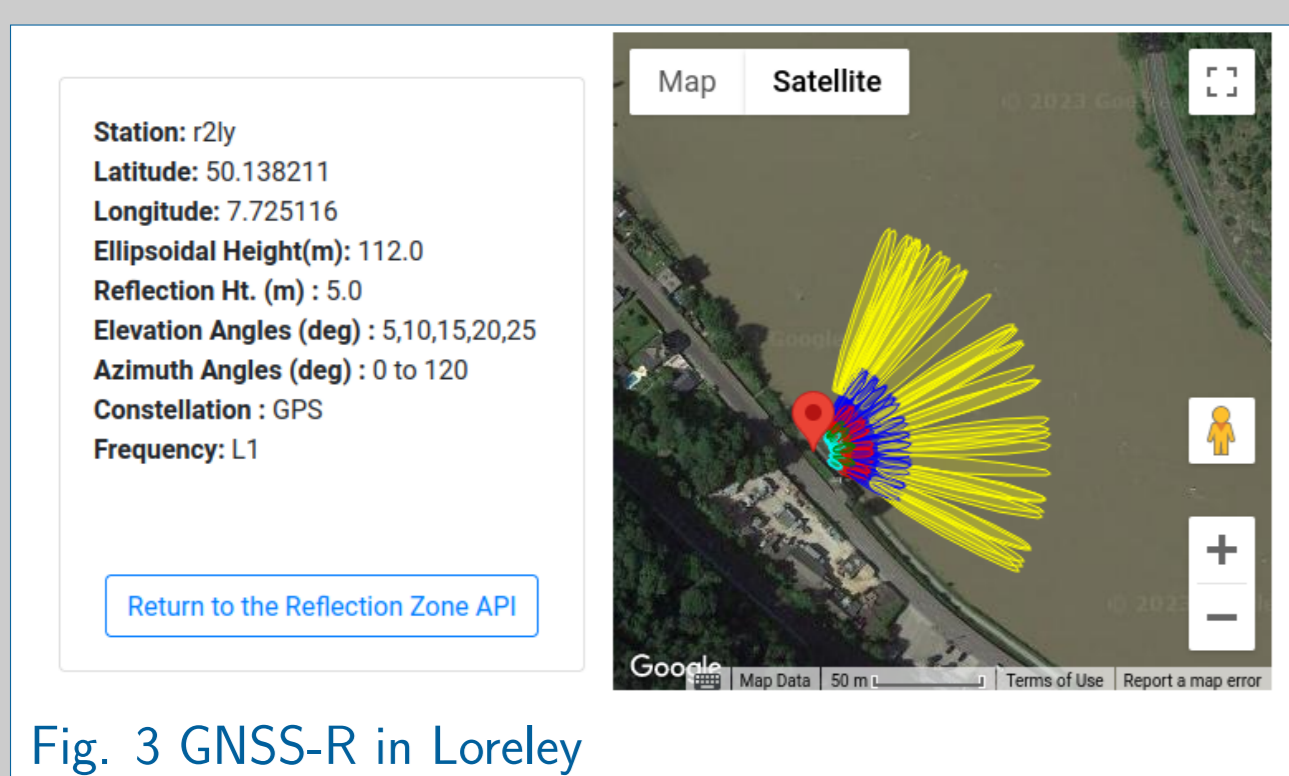 Station: r2ly
Latitude: 50.138211
Longitude: 7.725116
Ellipsoidal Height(m): 112.0
Reflection Ht. (m) : 5.0
Elevation Angles (deg) : 5,10,15,20,25
Azimuth Angles (deg) : 0 to 120
Constellation : GPS
Frequency: L1
Return to the Reflection Zone API
Map Satellite
© 2023
Google
© 202
Google Map Data 50 m Terms of Use Report a map error
Fig. 3 GNSS-R in Loreley